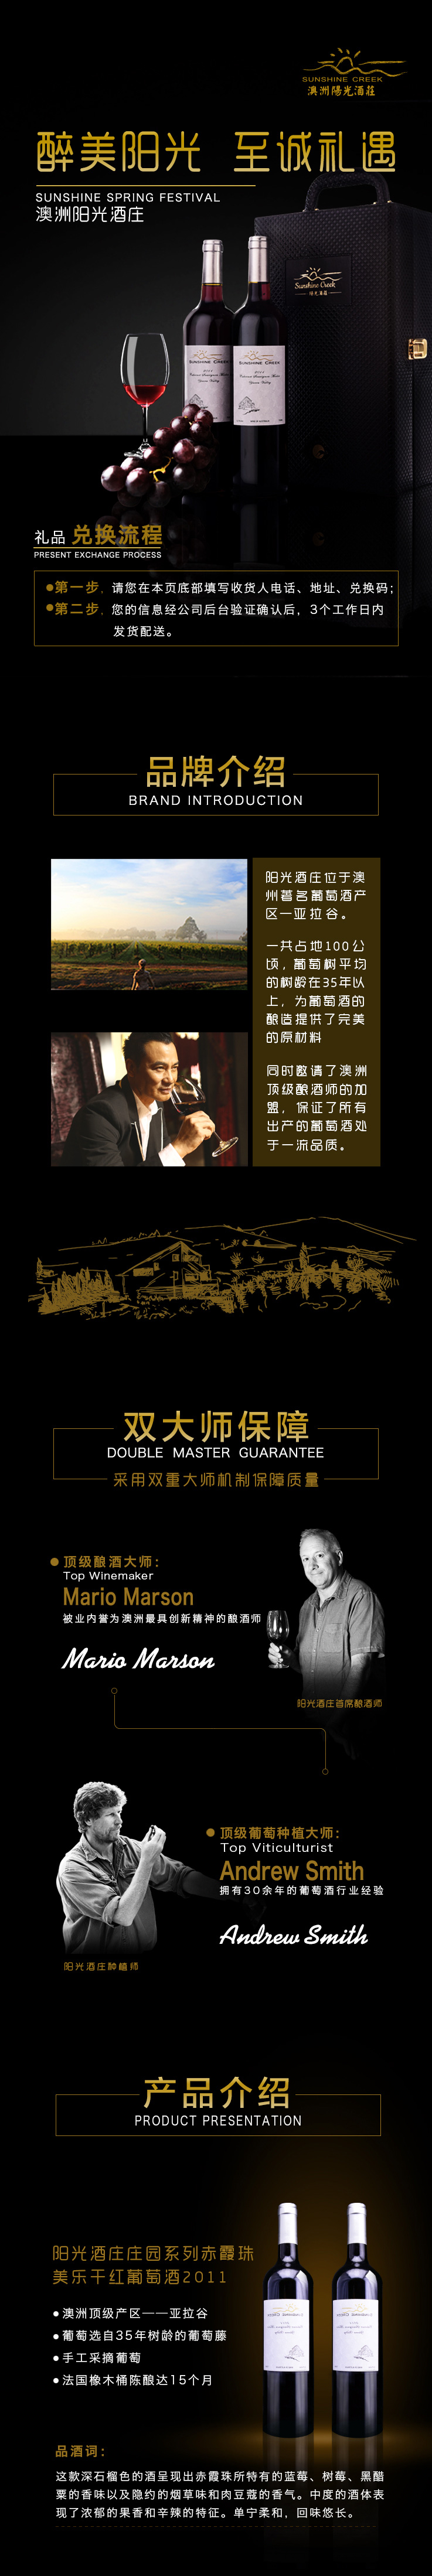 SUNSHINE CREEK
澳洲陽光酒莊
醉美阳光 至诚礼遇
SUNSHINE SPRING FESTIVAL
澳洲阳光酒庄
Sunshine Creek
阳光酒莊
SUNSHINE CREEK
SUNSHINE CREEK
礼品 兑换流程
PRESENT EXCHANGE PROCESS
●第一步，请您在本页底部填写收货人电话、地址、兑换码；
●第二步，您的信息经公司后台验证确认后，3个工作日内
发货配送。
品牌介绍
BRAND INTRODUCTION
阳光酒庄位于澳
州著名葡萄酒产
区—亚拉谷。
一共占地100公
顷，葡萄树平均
的树龄在35年以
上，为葡萄酒的
酿造提供了完美
的原材料
同时邀请了澳洲
顶级酿酒师的加
盟，保证了所有
出产的葡萄酒处
于一流品质。
双大师保障
DOUBLE MASTER GUARANTEE
采用双重大师机制保障质量
●顶级酿酒大师：
Top Winemaker
Mario Marson
被业内誉为澳洲最具创新精神的酿酒师
Mario Marson
阳光酒庄首席酿酒师
●顶级葡萄种植大师：
Top Viticulturist
Andrew Smith
拥有30余年的葡萄酒行业经验
Andrew Smith
阳光酒庄种植师
产品介绍
PRODUCT PRESENTATION
阳光酒庄庄园系列赤霞珠
美乐干红葡萄酒2011
●澳洲顶级产区——亚拉谷
●葡萄选自35年树龄的葡萄藤
●手工采摘葡萄
●法国橡木桶陈酿达15个月
品酒词：
这款深石榴色的酒呈现出赤霞珠所特有的蓝莓、树莓、黑醋
粟的香味以及隐约的烟草味和肉豆蔻的香气。中度的酒体表
现了浓郁的果香和辛辣的特征。单宁柔和，回味悠长。